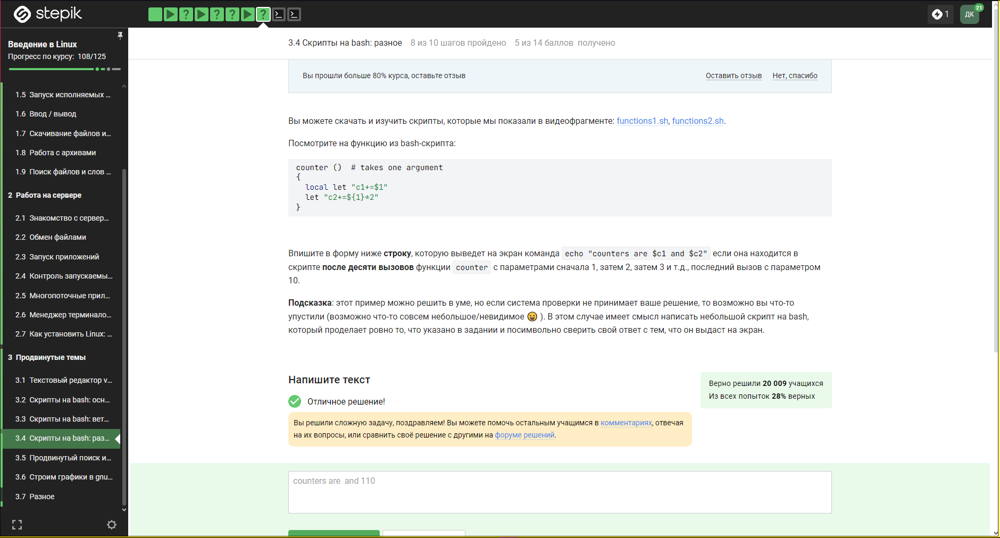 stepik
1
ДК
21
Введение в Linux
Прогресс по курсу: 108/125
1.5 Запуск исполняемых ...
1.6 Ввод / вывод
1.7 Скачивание файлов и...
1.8 Работа с архивами
1.9 Поиск файлов и слов ...
2 Работа на сервере
2.1 Знакомство с сервер...
2.2 Обмен файлами
2.3 Запуск приложений
2.4 Контроль запускаемы...
2.5 Многопоточные прил...
2.6 Менеджер терминало...
2.7 Как установить Linux: ...
3 Продвинутые темы
3.1 Текстовый редактор v...
3.2 Скрипты на bash: осн...
3.3 Скрипты на bash: вет...
3.4 Скрипты на bash: раз...
3.5 Продвинутый поиск и...
3.6 Строим графики в gnu...
3.7 Разное
3.4 Скрипты на bash: разное 8 из 10 шагов пройдено 5 из 14 баллов получено
Вы прошли больше 80% курса, оставьте отзыв Оставить отзыв Нет, спасибо
Вы можете скачать и изучить скрипты, которые мы показали в видеофрагменте: functions1.sh, functions2.sh.
Посмотрите на функцию из bash-скрипта:
counter ()  # takes one argument
{
  local let "c1+=$1"
  let "c2+=${1}*2"
}
Впишите в форму ниже строку, которую выведет на экран команда echo "counters are $c1 and $c2" если она находится в
скрипте после десяти вызовов функции counter с параметрами сначала 1, затем 2, затем 3 и т.д., последний вызов с параметром
10.
Подсказка: этот пример можно решить в уме, но если система проверки не принимает ваше решение, то возможно вы что-то
упустили (возможно что-то совсем небольшое/невидимое 😀 ). В этом случае имеет смысл написать небольшой скрипт на bash,
который проделает ровно то, что указано в задании и посимвольно сверить свой ответ с тем, что он выдаст на экран.
Напишите текст
Верно решили 20 009 учащихся
Из всех попыток 28% верных
Отличное решение!
Вы решили сложную задачу, поздравляем! Вы можете помочь остальным учащимся в комментариях, отвечая
на их вопросы, или сравнить своё решение с другими на форуме решений.
counters are  and 110